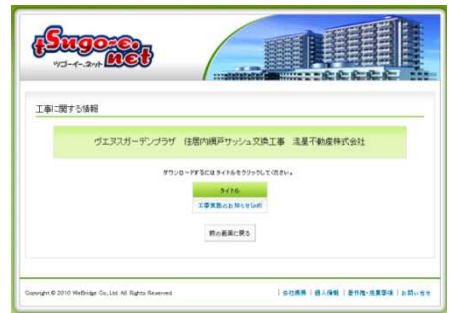 tSugo-e.net
ツゴーイ-.ネット
工事に関する情報
ヴエヌスガーデンプラザ 住居内網戸サッシュ交換工事 流星不動産株式会社
ダウンロードするにはタイトルをクリックしてください。
タイトル
工事実施のお知らせ(pdf)
前の画面に戻る
Copyright © 2010 WeBridge Co., Ltd. All Rights Reserved.
| 会社概要 | 個人情報 | 著作権・免責事項 | お問い合せ